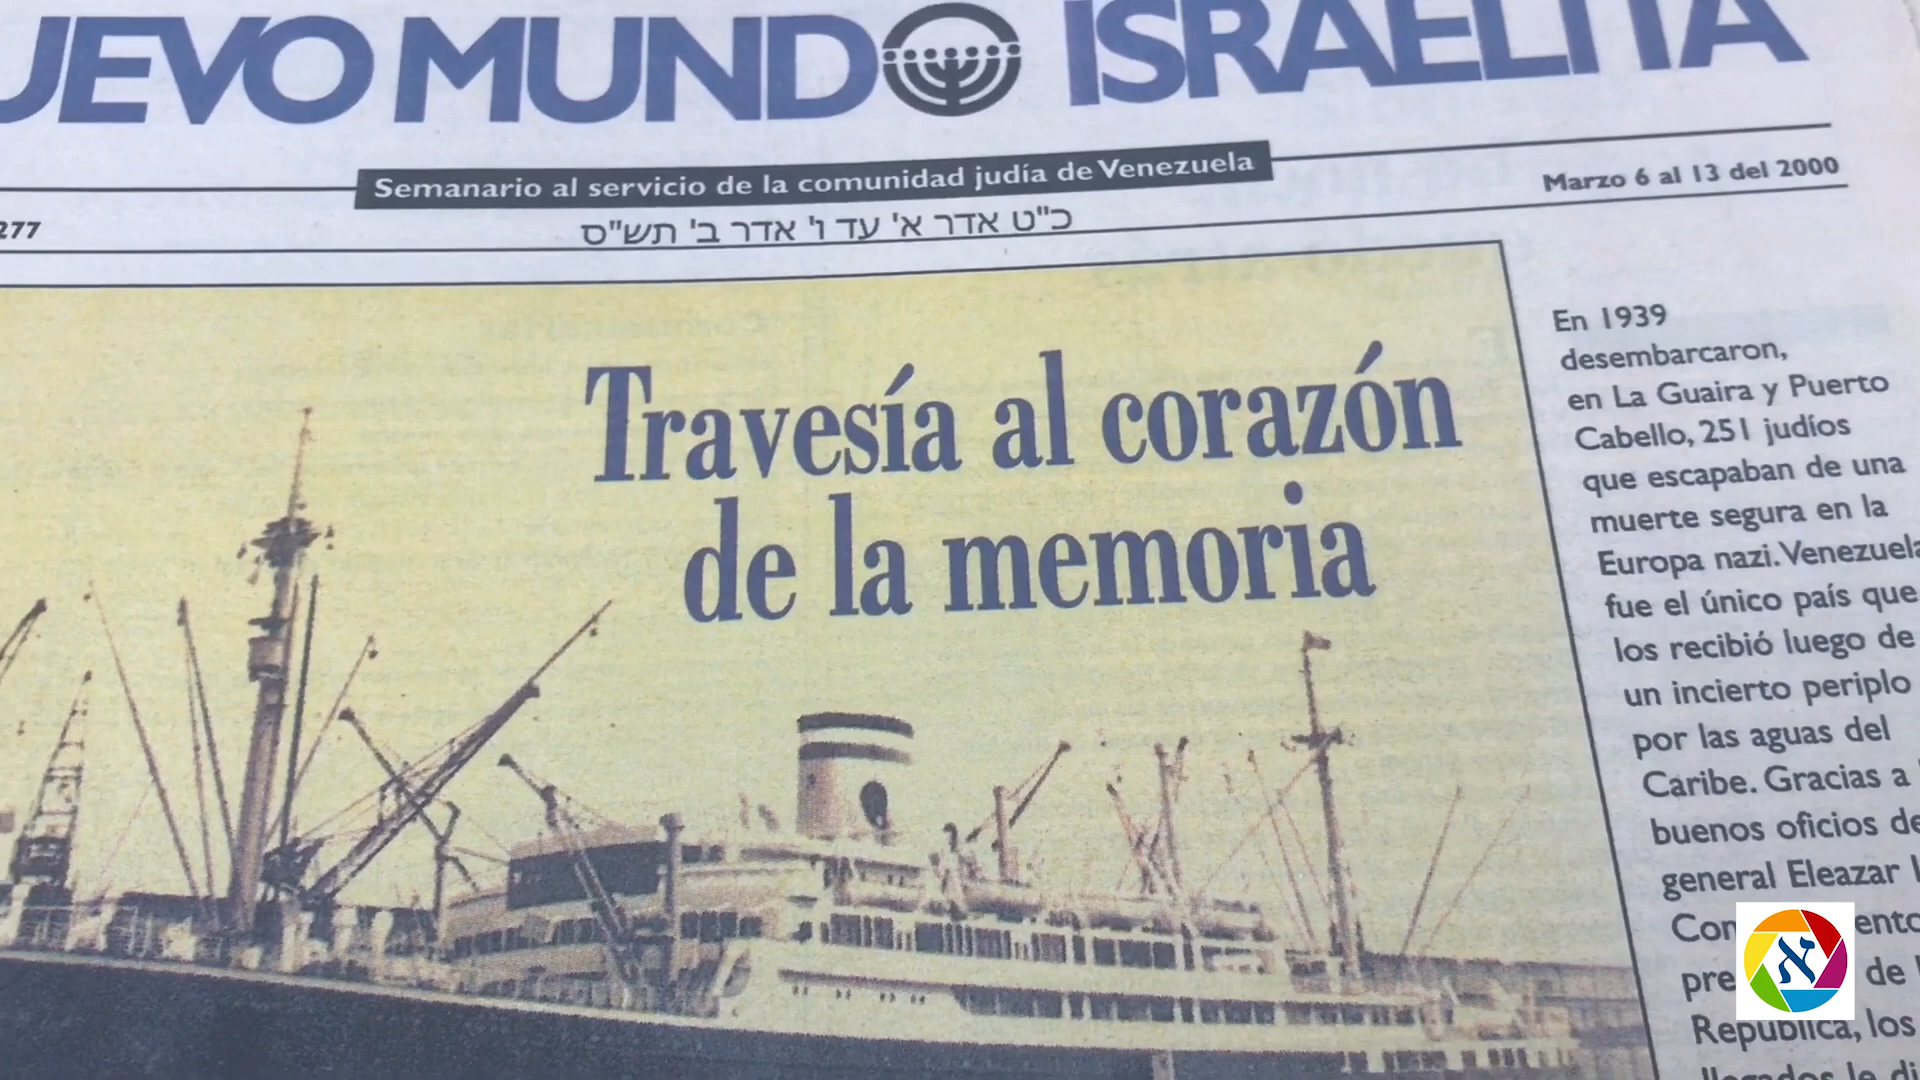 UEVO MUNDO ISRAELITA
Semanario al servicio de la comunidad judía de Venezuela
Marzo 6 al 13 del 2000
277
כ"ט אדר א' עד ו' אדר ב' תש"ס
Travesía al corazón
de la memoria
En 1939
desembarcaron,
en La Guaira y Puerto
Cabello, 251 judíos
que escapaban de una
muerte segura en la
Europa nazi. Venezuela
fue el único país que
los recibió luego de
un incierto periplo
por las aguas del
Caribe. Gracias a
buenos oficios de
general Eleazar
de
República, los
א